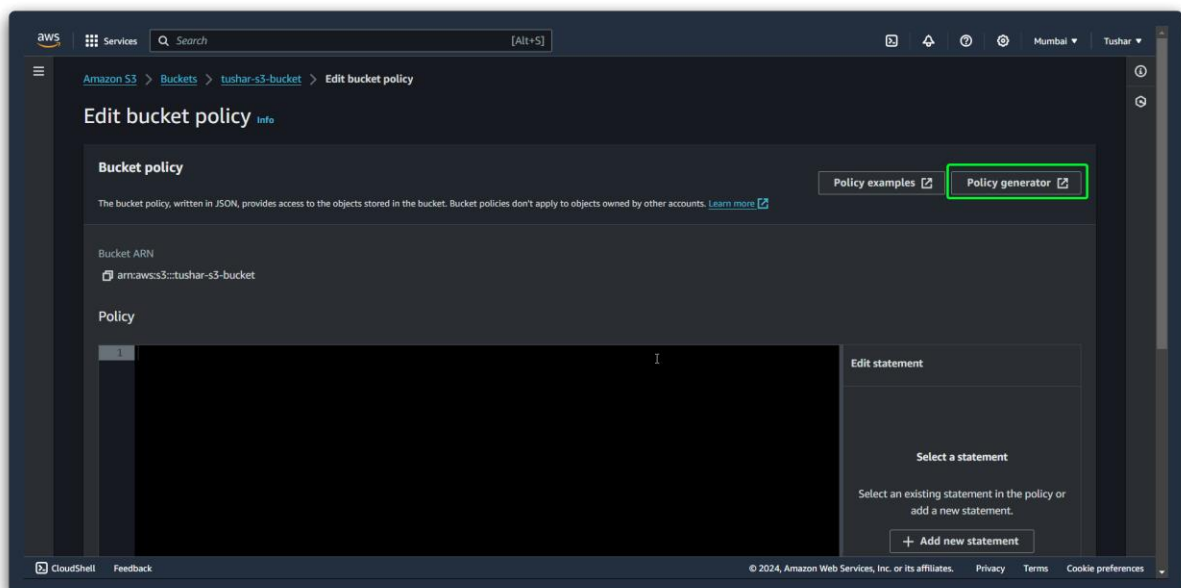 aws
Services
Search [Alt+S]
Mumbai ▼ Tushar ▼
Amazon S3 > Buckets > tushar-s3-bucket > Edit bucket policy
Edit bucket policy Info
Bucket policy
Policy examples
Policy generator
The bucket policy, written in JSON, provides access to the objects stored in the bucket. Bucket policies don't apply to objects owned by other accounts. Learn more
Bucket ARN
arn:aws:s3:::tushar-s3-bucket
Policy
1
Edit statement
Select a statement
Select an existing statement in the policy or
add a new statement.
+ Add new statement
CloudShell Feedback © 2024, Amazon Web Services, Inc. or its affiliates. Privacy Terms Cookie preferences